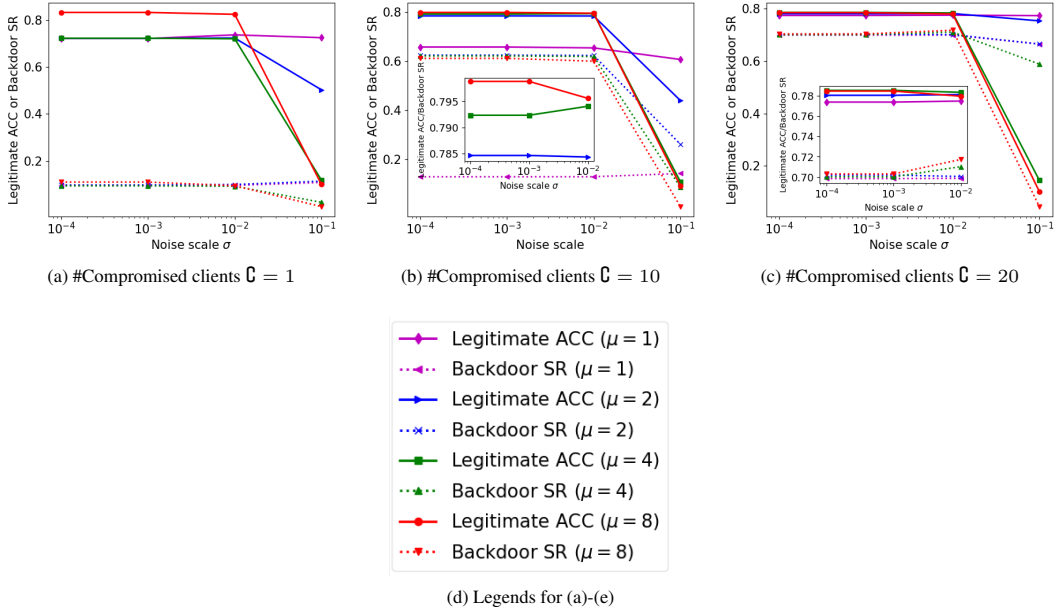 Legitimate ACC or Backdoor SR
0.8
0.6
0.4
0.2
10⁻⁴
10⁻³
10⁻²
10⁻¹
Noise scale σ
(a) #Compromised clients C = 1
Legitimate ACC or Backdoor SR
0.8
0.6
0.4
0.2
Legitimate ACC/Backdoor SR
0.795
0.790
0.785
10⁻⁴
10⁻³
10⁻²
Noise scale σ
10⁻⁴
10⁻³
10⁻²
10⁻¹
Noise scale σ
(b) #Compromised clients C = 10
Legitimate ACC or Backdoor SR
0.8
0.6
0.4
0.2
Legitimate ACC/Backdoor SR
0.78
0.76
0.74
0.72
0.70
10⁻⁴
10⁻³
10⁻²
Noise scale σ
10⁻⁴
10⁻³
10⁻²
10⁻¹
Noise scale σ
(c) #Compromised clients C = 20
Legitimate ACC (μ = 1)
Backdoor SR (μ = 1)
Legitimate ACC (μ = 2)
Backdoor SR (μ = 2)
Legitimate ACC (μ = 4)
Backdoor SR (μ = 4)
Legitimate ACC (μ = 8)
Backdoor SR (μ = 8)
(d) Legends for (a)-(e)